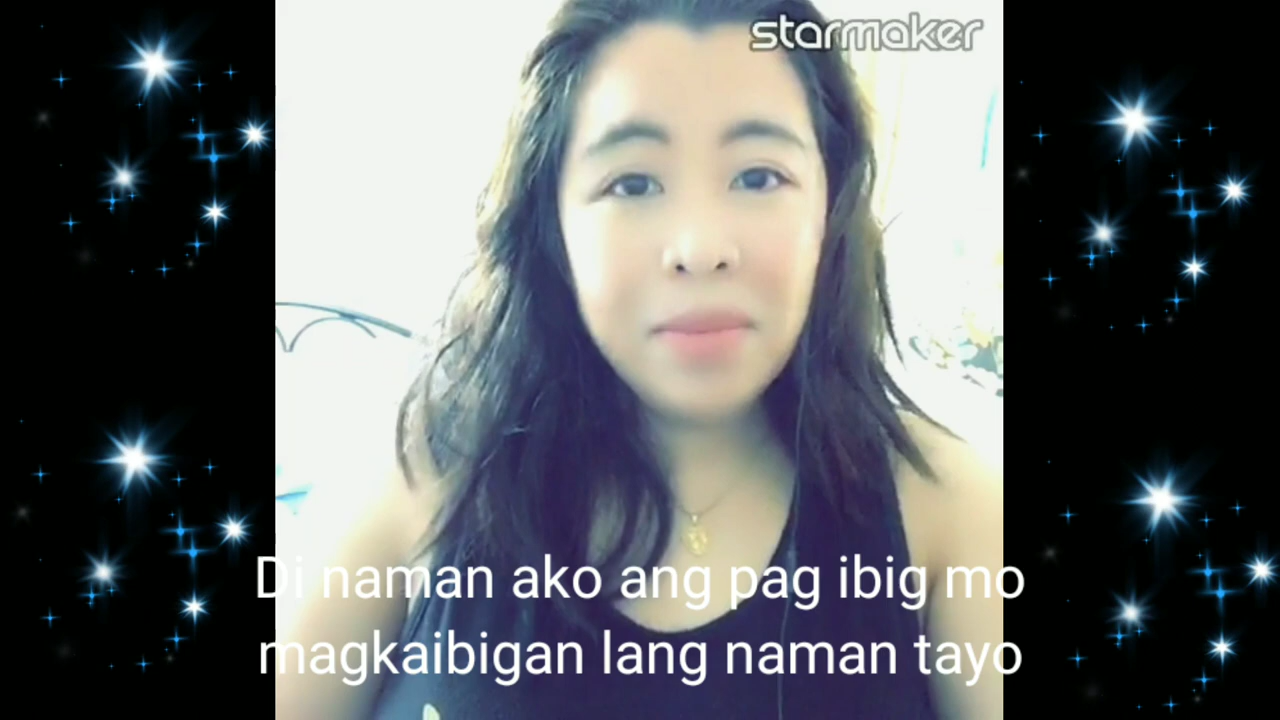 starmaker
Di naman ako ang pag ibig mo
magkaibigan lang naman tayo